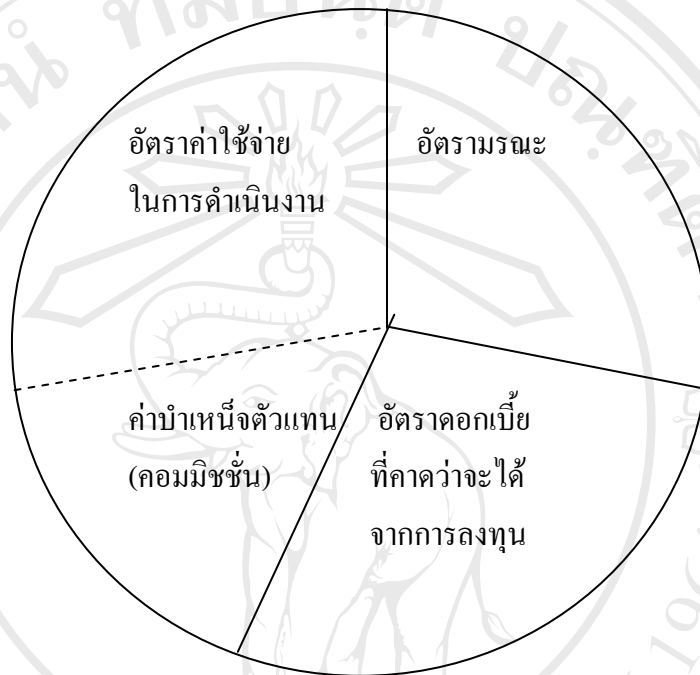 อัตราค่าใช้จ่าย
ในการดำเนินงาน
อัตรามรณะ
ค่าบำเหน็จตัวแทน
(คอมมิชชั่น)
อัตราดอกเบี้ย
ที่คาดว่าจะได้
จากการลงทุน